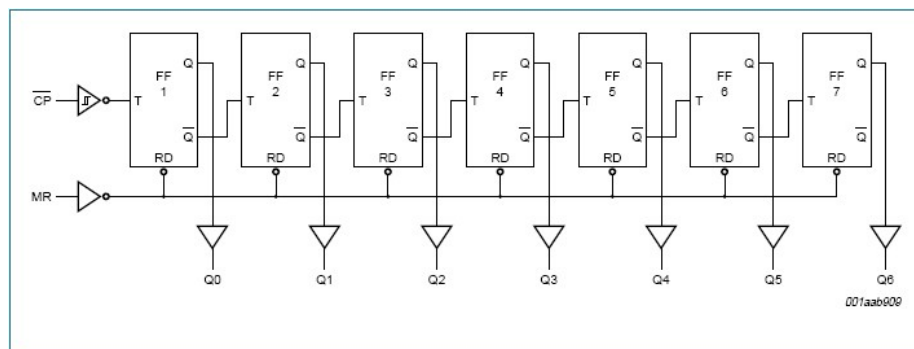 Q Q Q Q Q Q Q
FF FF FF FF FF FF FF
1 2 3 4 5 6 7
C̅P̅ T T T T T T T
Q̅ Q̅ Q̅ Q̅ Q̅ Q̅ Q̅
RD RD RD RD RD RD RD
MR
Q0 Q1 Q2 Q3 Q4 Q5 Q6
001aab909